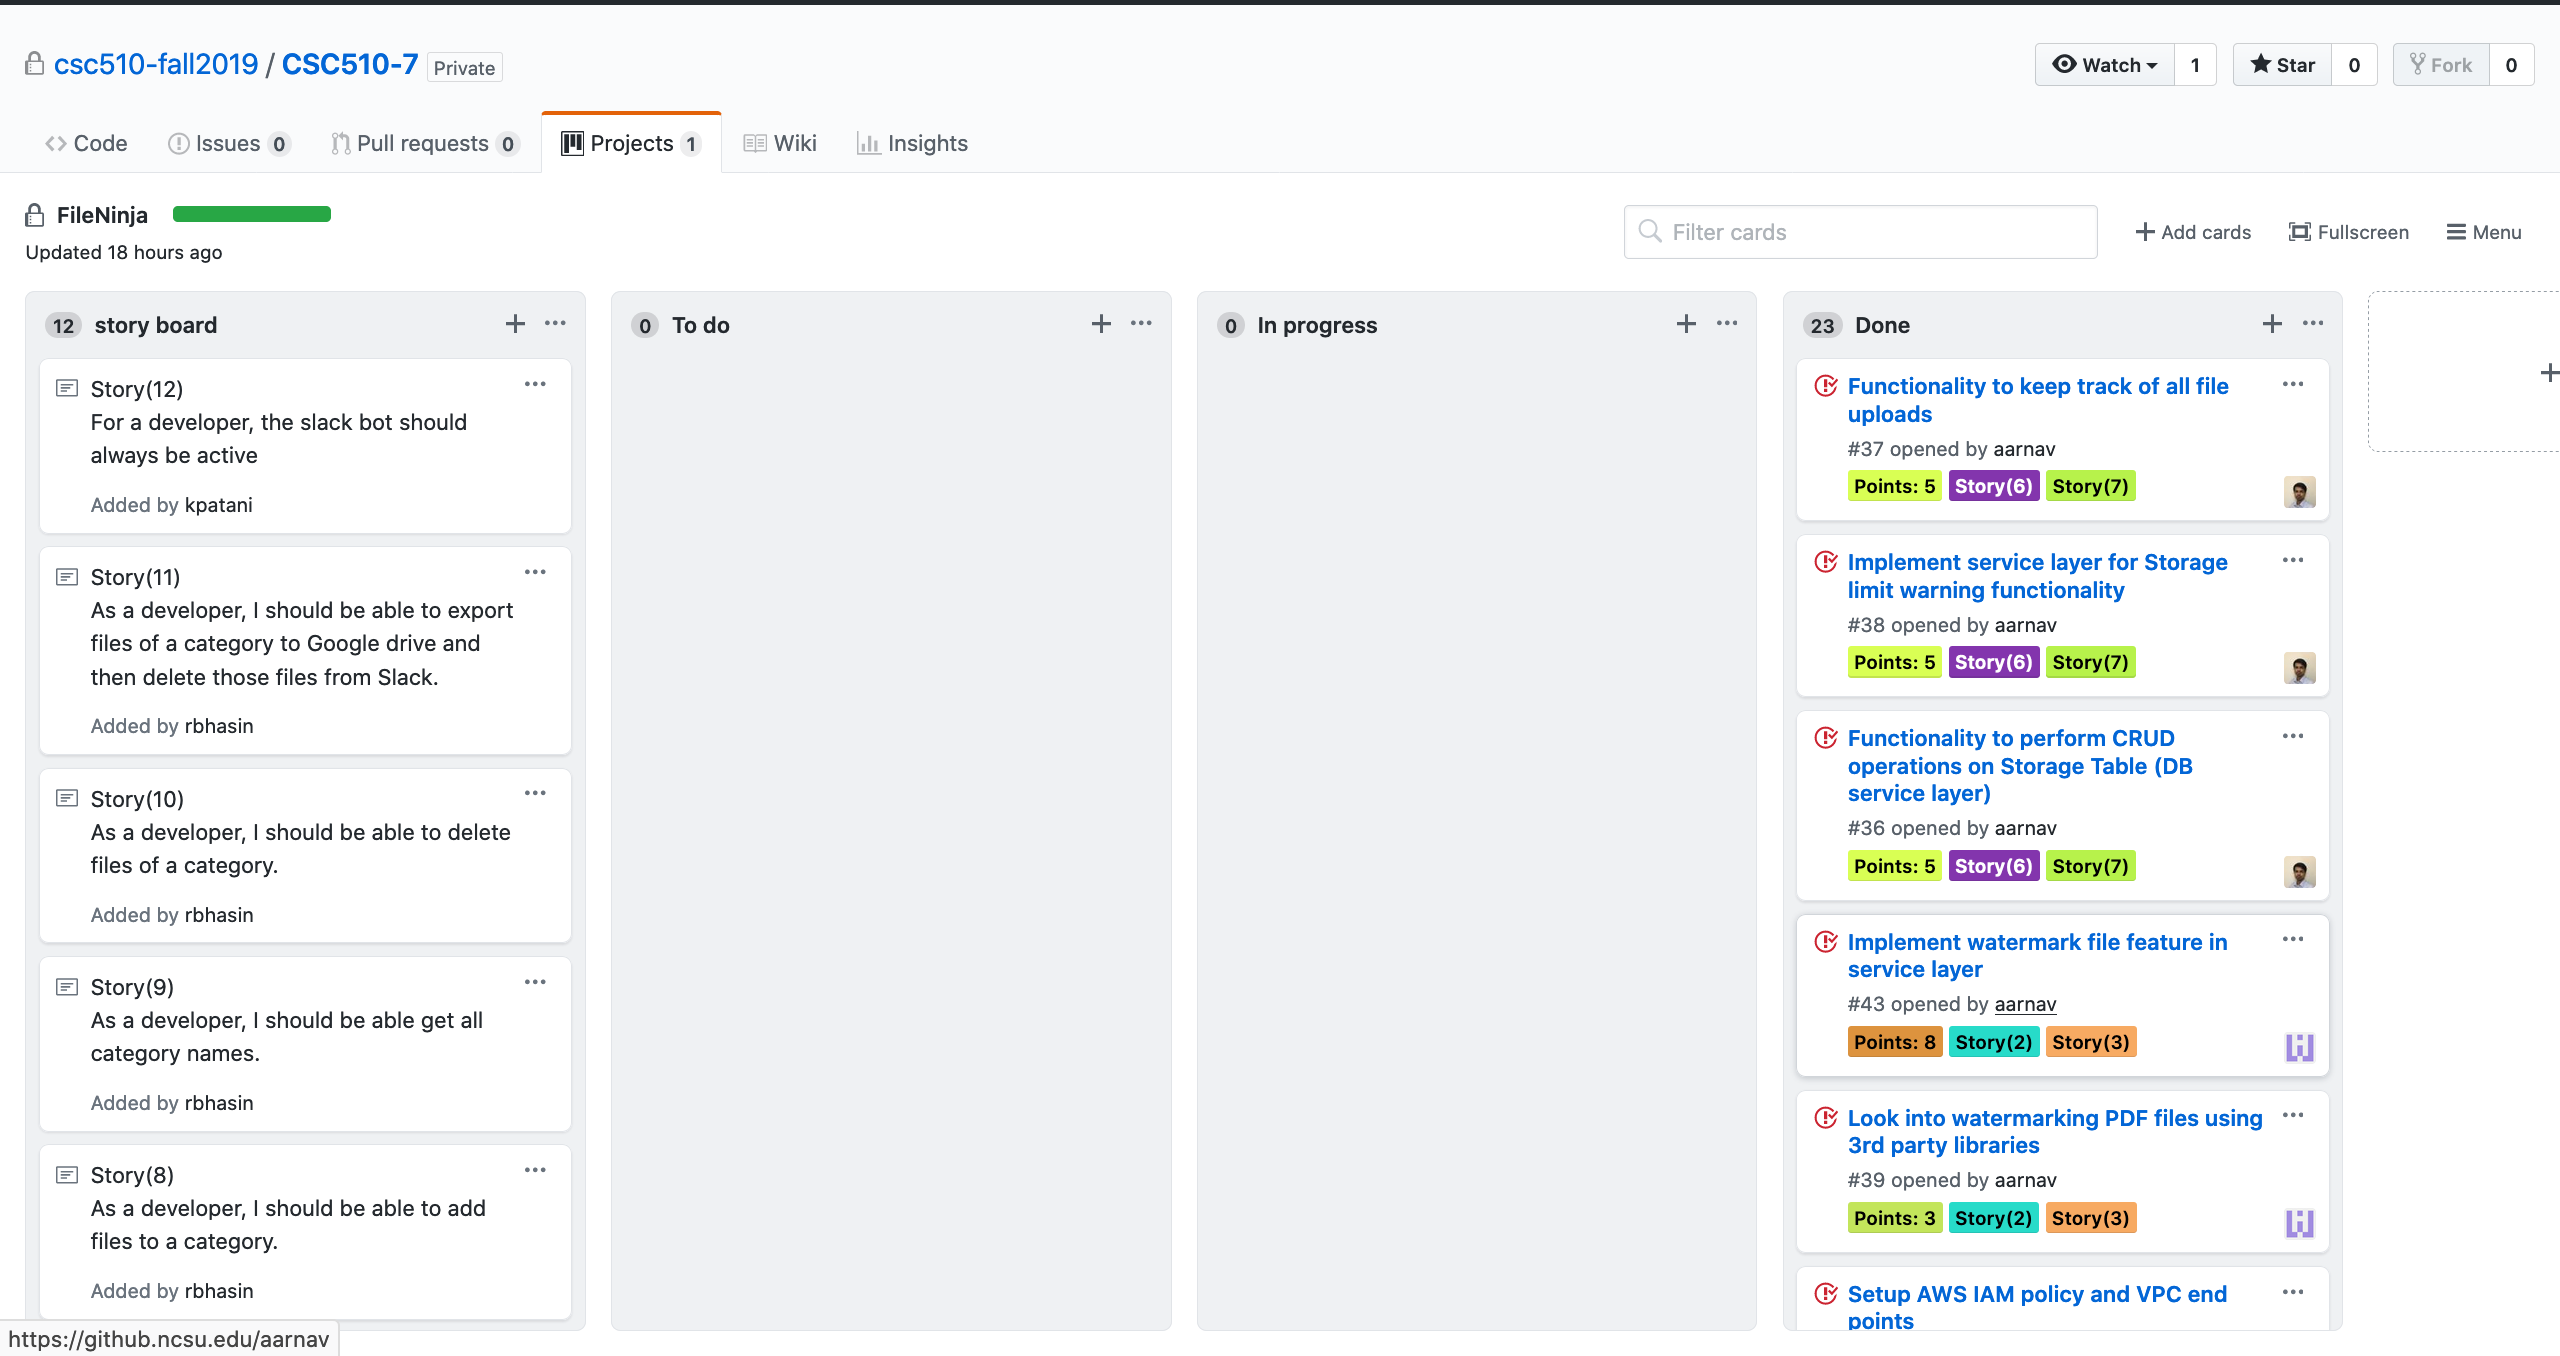 csc510-fall2019 / CSC510-7 Private
Watch 1 Star 0 Fork 0
Code Issues 0 Pull requests 0 Projects 1 Wiki Insights
FileNinja
Updated 18 hours ago
Filter cards
Add cards Fullscreen Menu
12 story board
Story(12)
For a developer, the slack bot should
always be active
Added by kpatani
Story(11)
As a developer, I should be able to export
files of a category to Google drive and
then delete those files from Slack.
Added by rbhasin
Story(10)
As a developer, I should be able to delete
files of a category.
Added by rbhasin
Story(9)
As a developer, I should be able get all
category names.
Added by rbhasin
Story(8)
As a developer, I should be able to add
files to a category.
Added by rbhasin
0 To do
0 In progress
23 Done
Functionality to keep track of all file
uploads
#37 opened by aarnav
Points: 5 Story(6) Story(7)
Implement service layer for Storage
limit warning functionality
#38 opened by aarnav
Points: 5 Story(6) Story(7)
Functionality to perform CRUD
operations on Storage Table (DB
service layer)
#36 opened by aarnav
Points: 5 Story(6) Story(7)
Implement watermark file feature in
service layer
#43 opened by aarnav
Points: 8 Story(2) Story(3)
Look into watermarking PDF files using
3rd party libraries
#39 opened by aarnav
Points: 3 Story(2) Story(3)
Setup AWS IAM policy and VPC end
points
https://github.ncsu.edu/aarnav